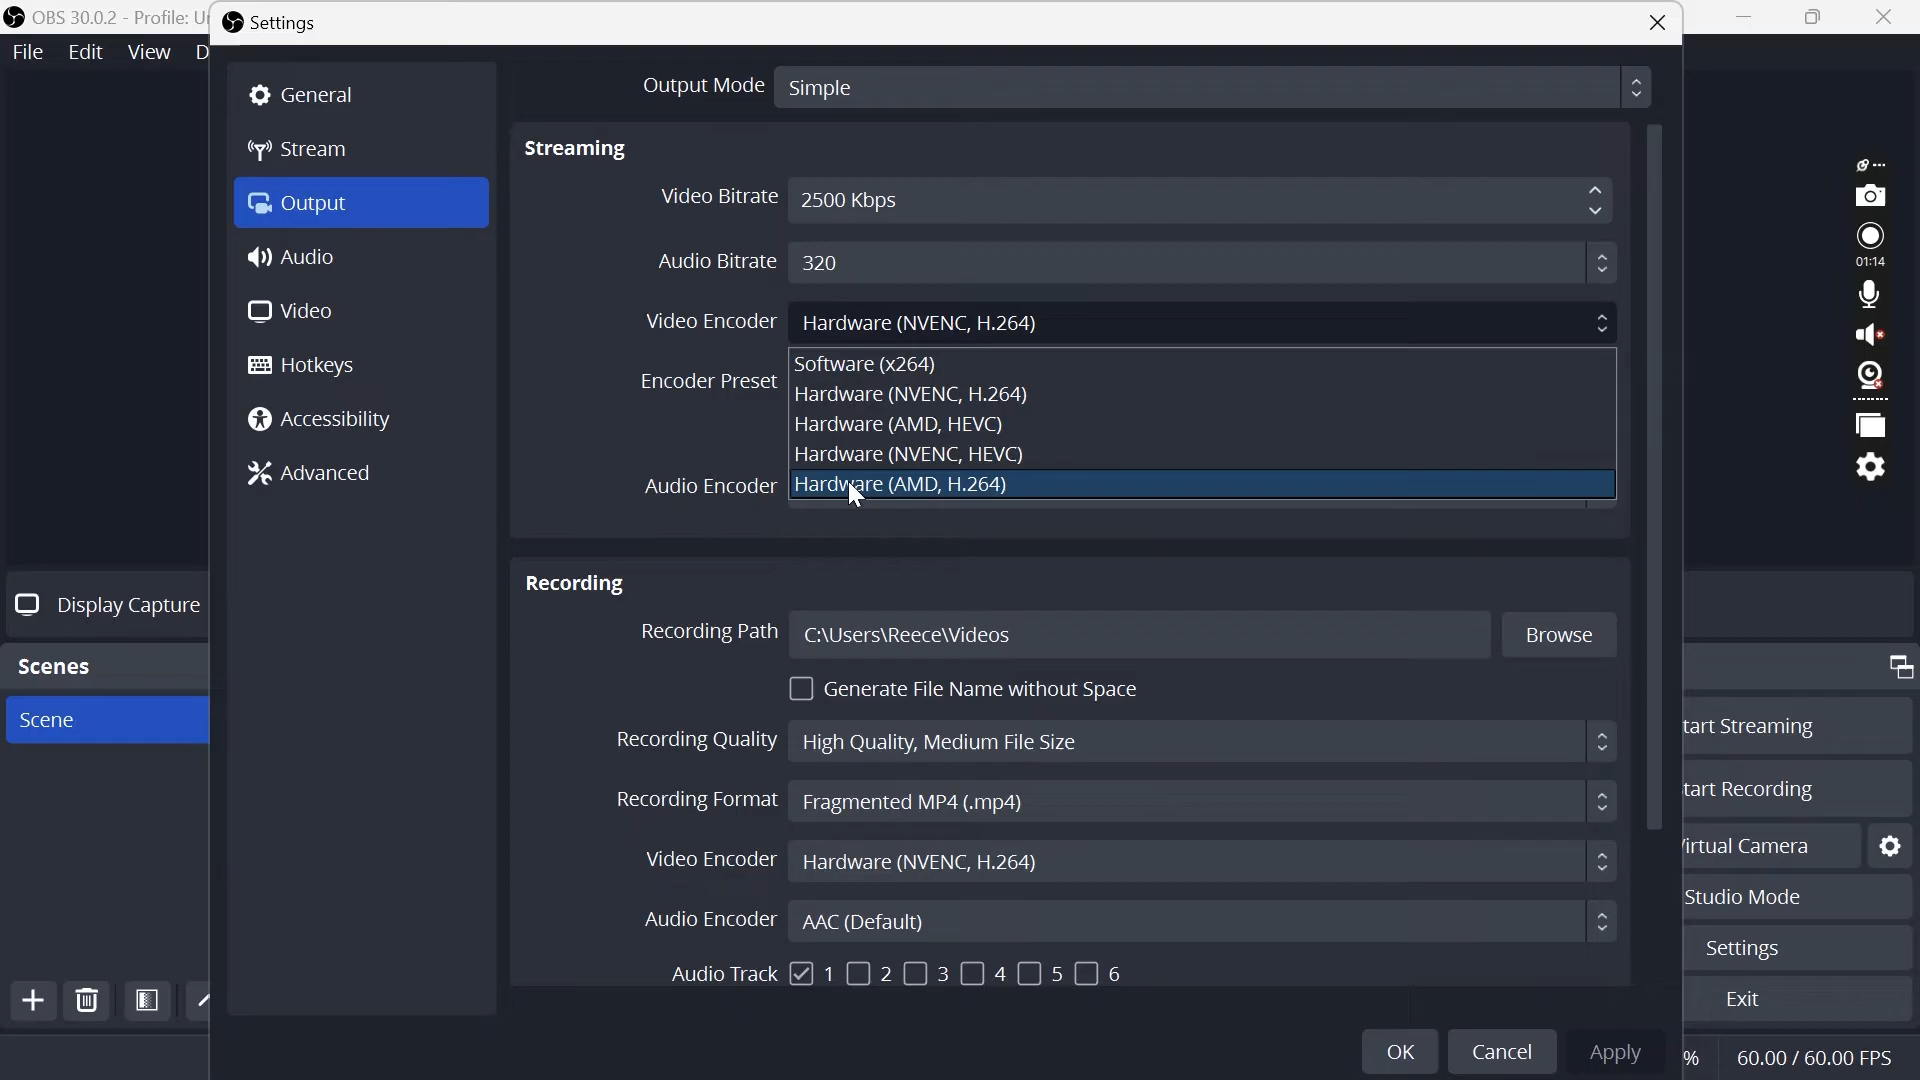 OBS 30.0.2 - Profile:
Settings
File Edit View
General
Stream
Output
Audio
Video
Hotkeys
Accessibility
Advanced
Output Mode Simple
Streaming
Video Bitrate 2500 Kbps
Audio Bitrate 320
Video Encoder Hardware (NVENC, H.264)
Encoder Preset
Software (x264)
Hardware (NVENC, H.264)
Hardware (AMD, HEVC)
Hardware (NVENC, HEVC)
Audio Encoder Hardware (AMD, H.264)
Recording
Recording Path C:\Users\Reece\Videos Browse
Generate File Name without Space
Recording Quality High Quality, Medium File Size
Recording Format Fragmented MP4 (.mp4)
Video Encoder Hardware (NVENC, H.264)
Audio Encoder AAC (Default)
Audio Track 1 2 3 4 5 6
OK Cancel Apply
Display Capture
Scenes
Scene
01:14
tart Streaming
tart Recording
irtual Camera
Studio Mode
Settings
Exit
% 60.00 / 60.00 FPS